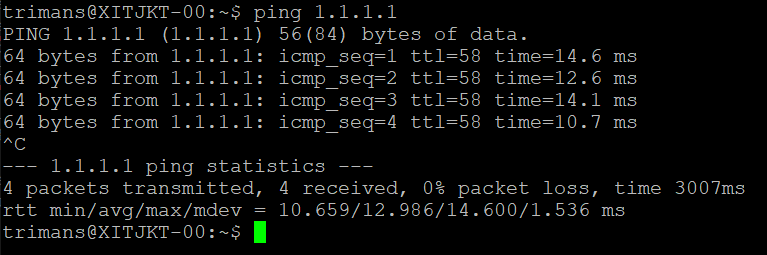 trimans@XITJKT-00:~$ ping 1.1.1.1
PING 1.1.1.1 (1.1.1.1) 56(84) bytes of data.
64 bytes from 1.1.1.1: icmp_seq=1 ttl=58 time=14.6 ms
64 bytes from 1.1.1.1: icmp_seq=2 ttl=58 time=12.6 ms
64 bytes from 1.1.1.1: icmp_seq=3 ttl=58 time=14.1 ms
64 bytes from 1.1.1.1: icmp_seq=4 ttl=58 time=10.7 ms
^C
--- 1.1.1.1 ping statistics ---
4 packets transmitted, 4 received, 0% packet loss, time 3007ms
rtt min/avg/max/mdev = 10.659/12.986/14.600/1.536 ms
trimans@XITJKT-00:~$